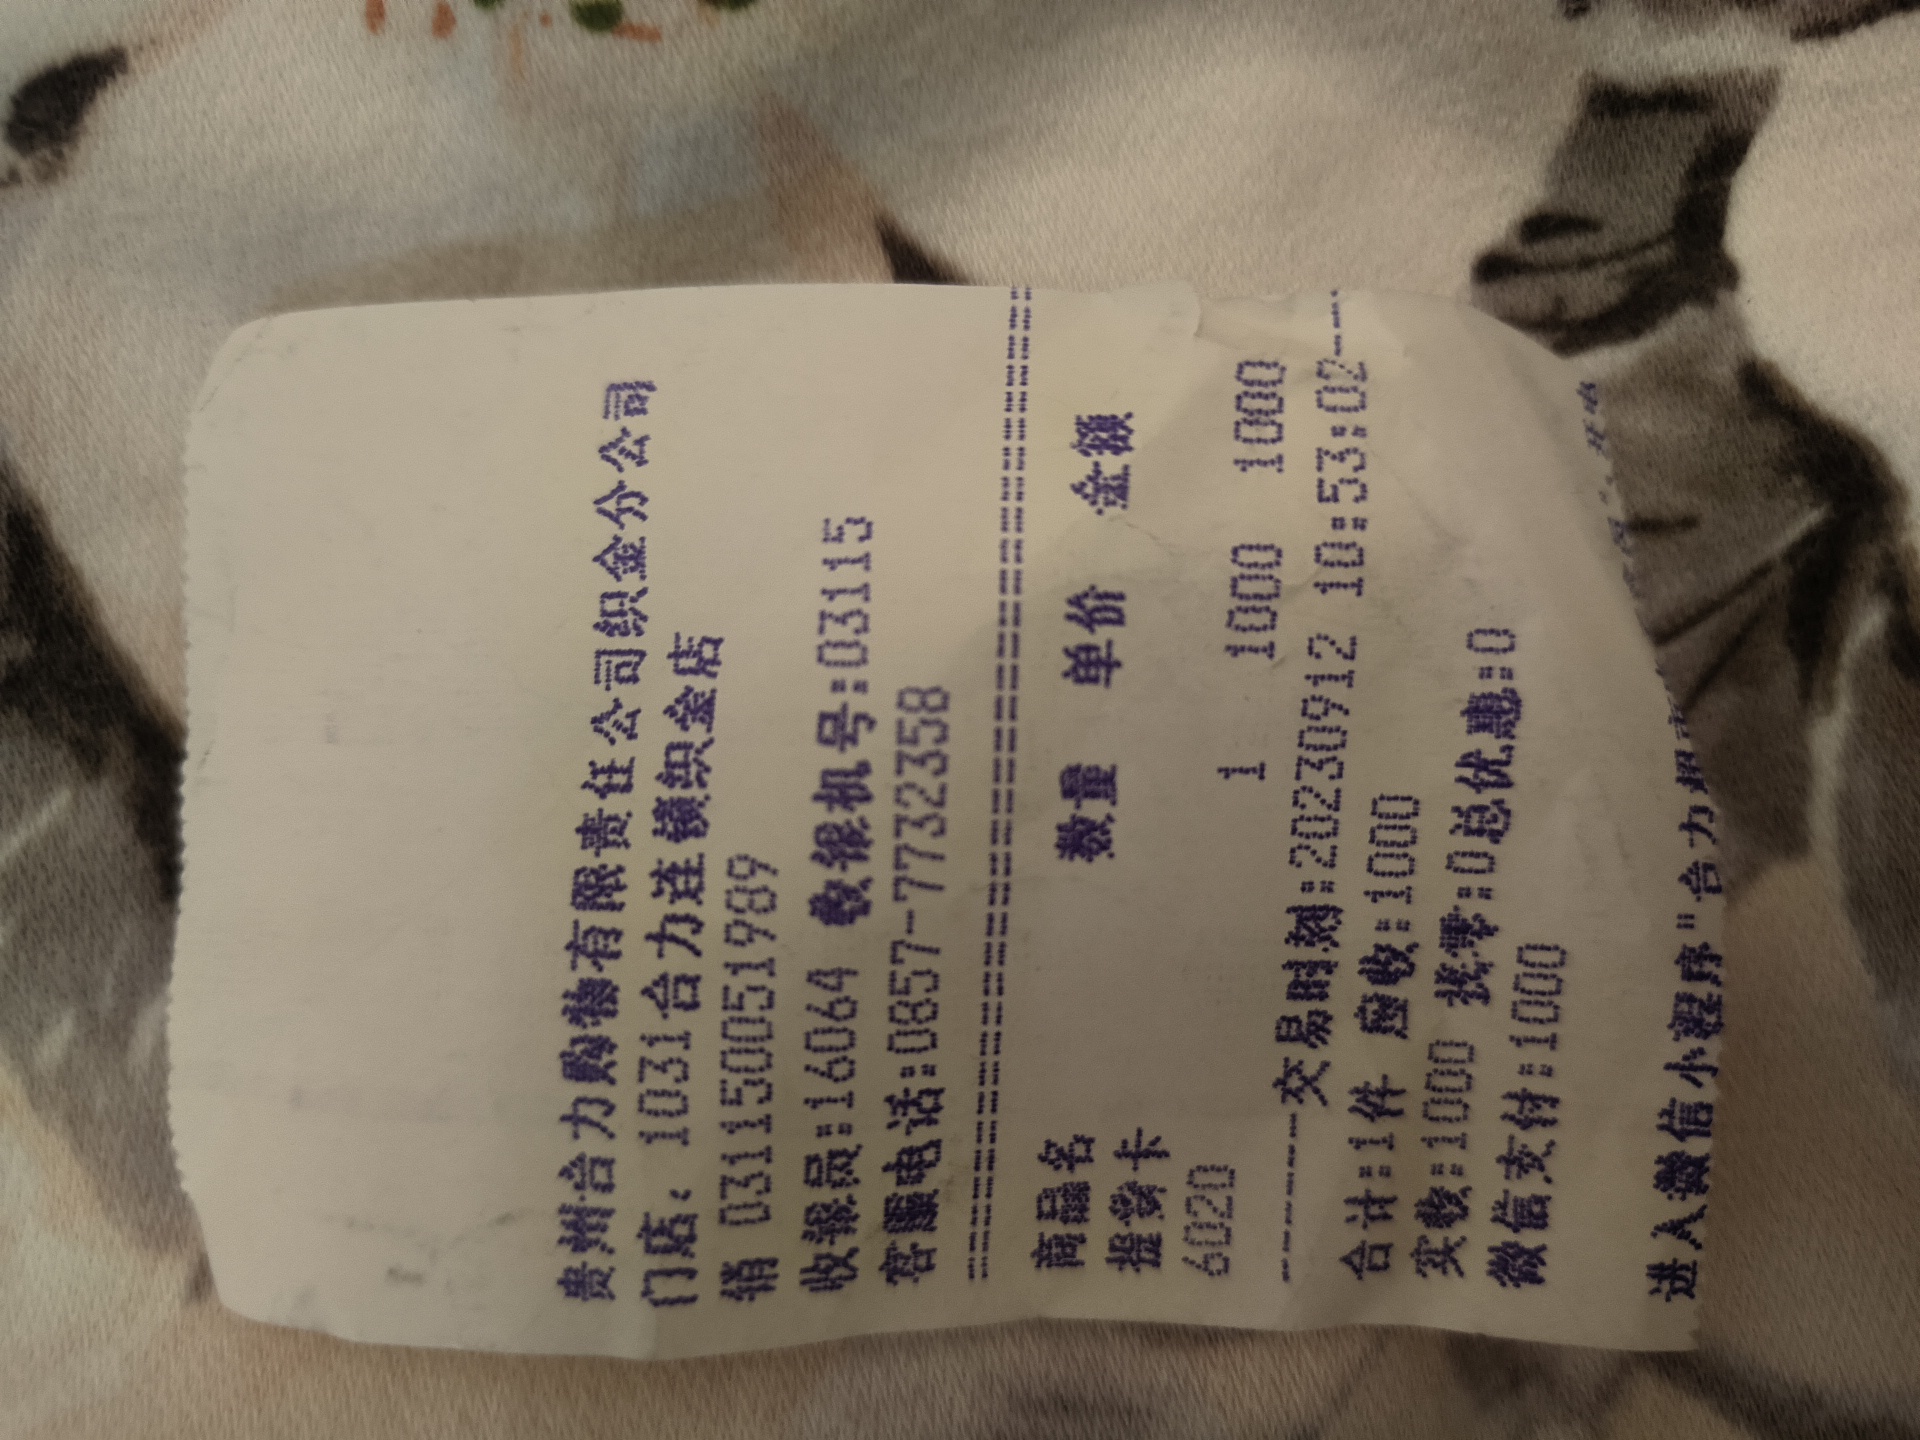 贵州合力购物有限责任公司织金分公司
门店: 1031合力连锁织金店
销 031150051989
收银员:16064 收银机号:03115
客服电话:0857-7732358
==========================================
商品名 数量 单价 金额
提货卡
6020 1 1000 1000
--------交易时刻:20230912 10:53:02---
合计:1件 应收:1000
实收:1000 找零:0总优惠:0
微信支付:1000
进入微信小程序"合力超